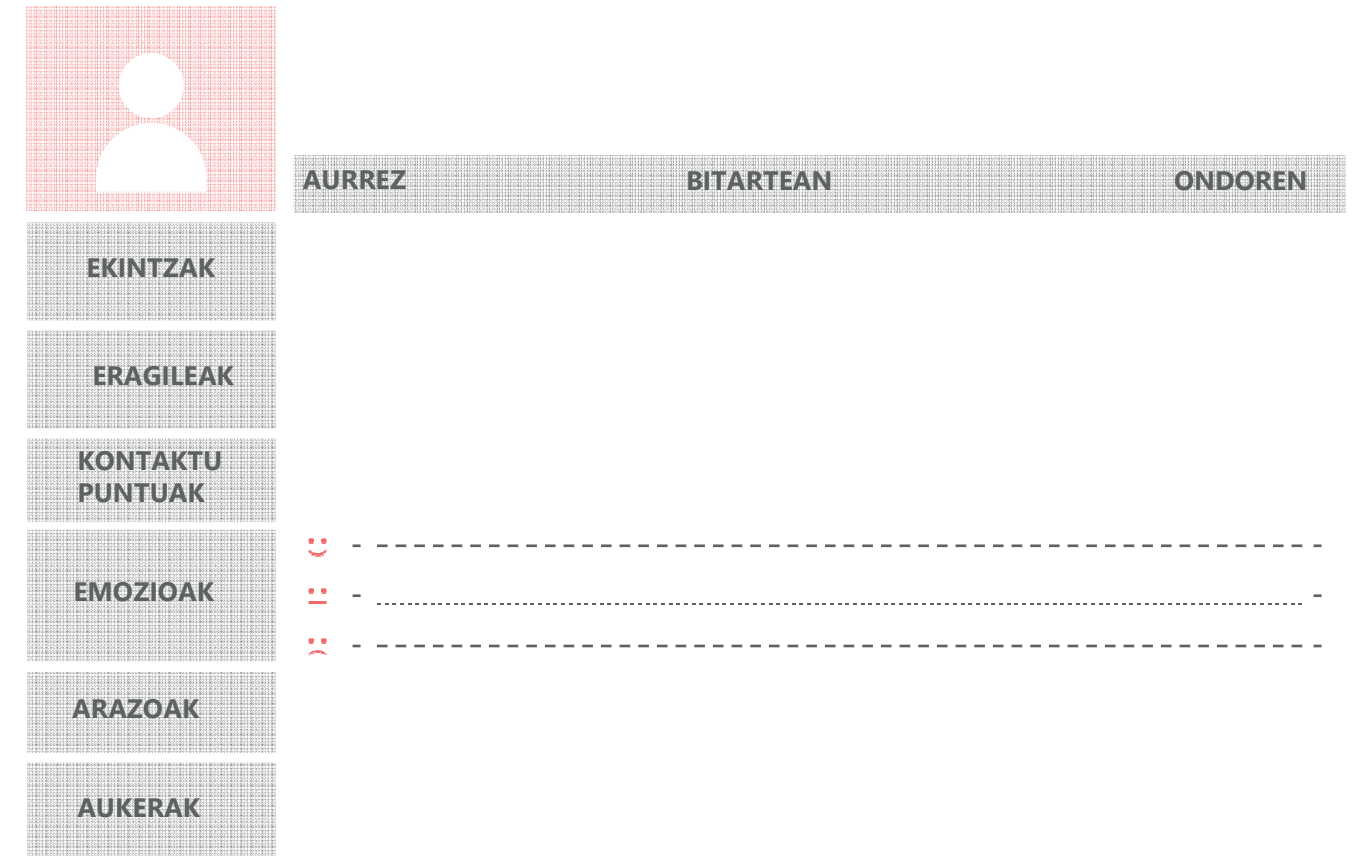 AURREZ BITARTEAN ONDOREN
EKINTZAK
ERAGILEAK
KONTAKTU
PUNTUAK
EMOZIOAK
ARAZOAK
AUKERAK